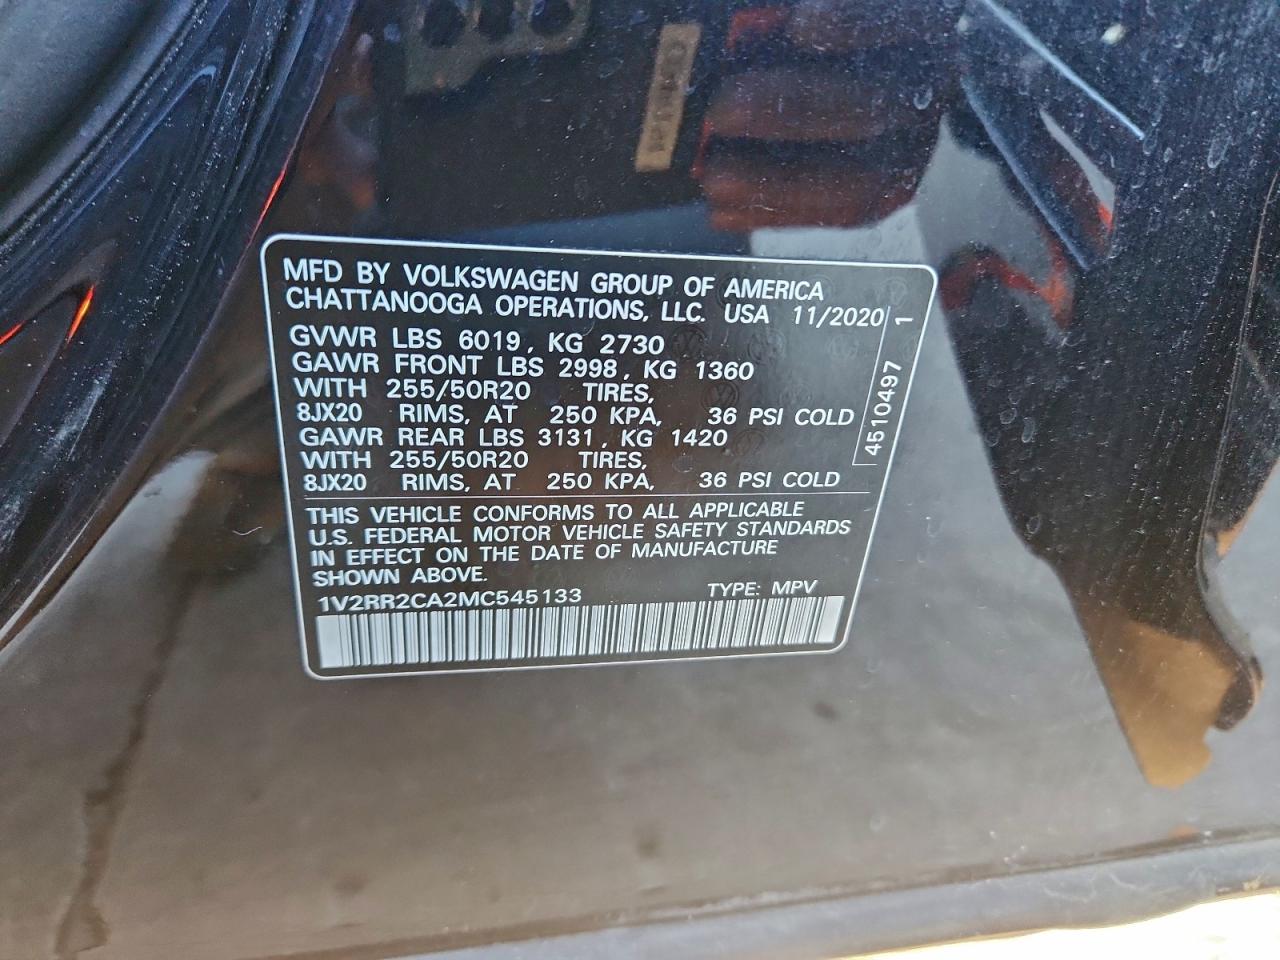 MFD BY VOLKSWAGEN GROUP OF AMERICA
CHATTANOOGA OPERATIONS, LLC. USA 11/2020
GVWR LBS 6019, KG 2730
GAWR FRONT LBS 2998, KG 1360
WITH 255/50R20 TIRES,
8JX20 RIMS, AT 250 KPA, 36 PSI COLD
GAWR REAR LBS 3131, KG 1420
WITH 255/50R20 TIRES,
8JX20 RIMS, AT 250 KPA, 36 PSI COLD
4510497 1
THIS VEHICLE CONFORMS TO ALL APPLICABLE
U.S. FEDERAL MOTOR VEHICLE SAFETY STANDARDS
IN EFFECT ON THE DATE OF MANUFACTURE
SHOWN ABOVE.
1V2RR2CA2MC545133 TYPE: MPV